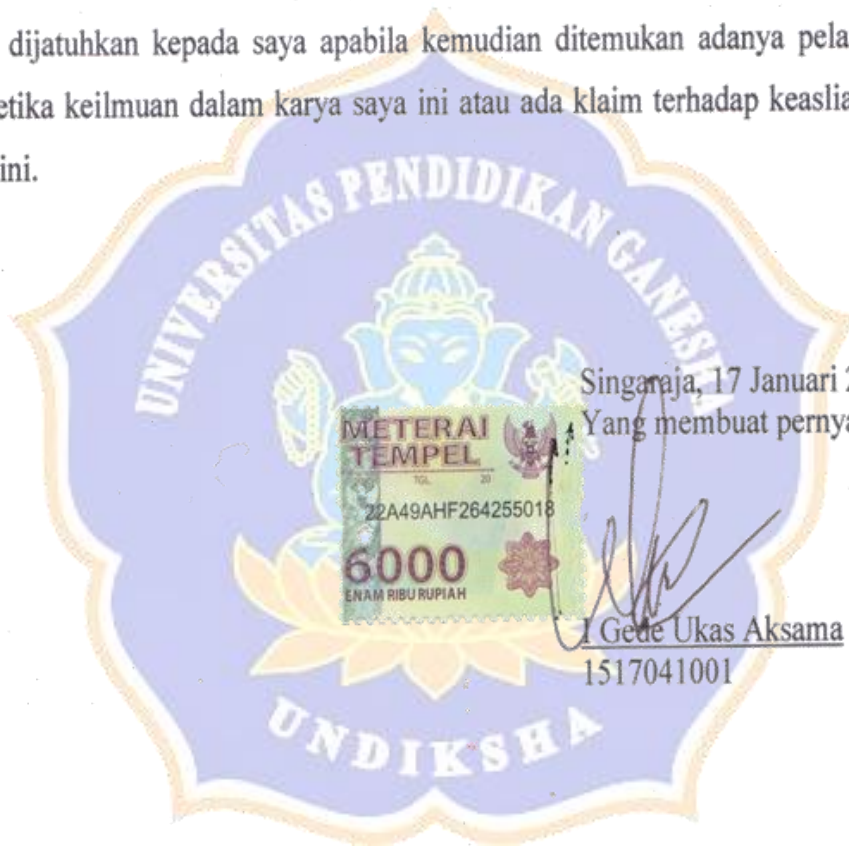 dijatuhkan kepada saya apabila kemudian ditemukan adanya pela
etika keilmuan dalam karya saya ini atau ada klaim terhadap keaslia
ini.
UNIVERSITAS PENDIDIKAN GANESHA
Singaraja, 17 Januari 2
Yang membuat pernya
METERAI
TEMPEL
TGL. 20
22A49AHF264255018
6000
ENAM RIBU RUPIAH
I Gede Ukas Aksama
1517041001
UNDIKSHA